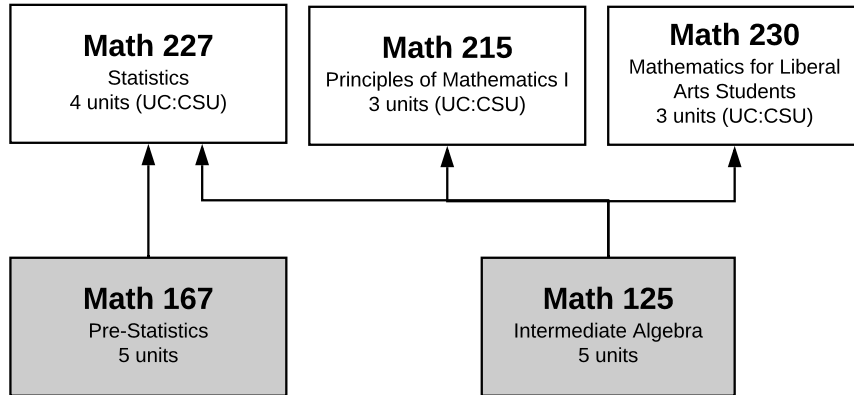 Math 227
Statistics
4 units (UC:CSU)
Math 215
Principles of Mathematics I
3 units (UC:CSU)
Math 230
Mathematics for Liberal
Arts Students
3 units (UC:CSU)
Math 167
Pre-Statistics
5 units
Math 125
Intermediate Algebra
5 units